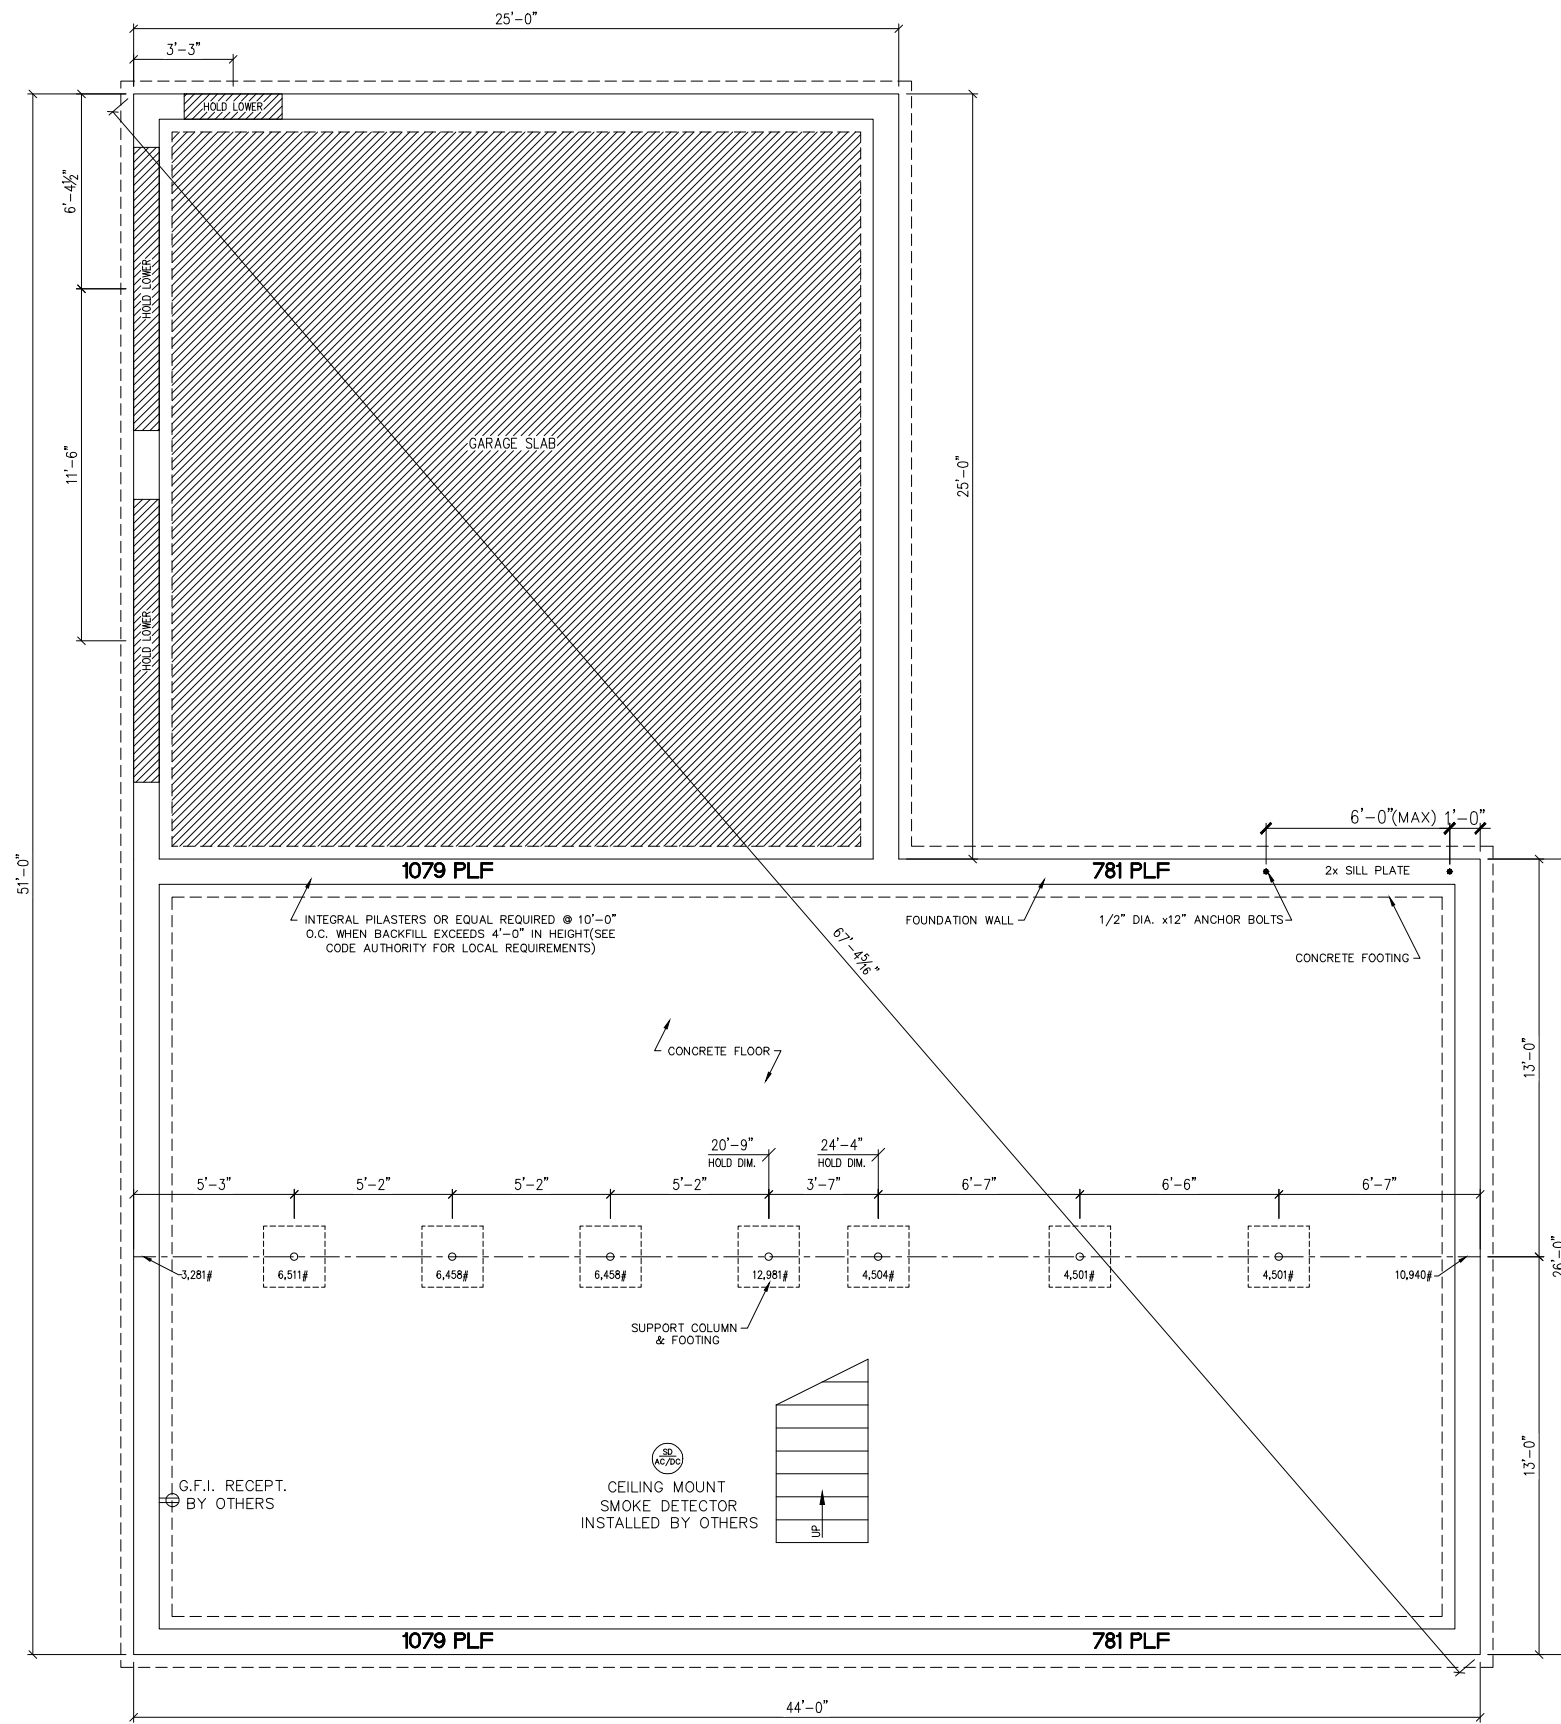 25'-0"
3'-3"
HOLD LOWER
6'-4½"
HOLD LOWER
11'-6"
GARAGE SLAB
25'-0"
HOLD LOWER
51'-0"
6'-0"(MAX) 1'-0"
1079 PLF
781 PLF
2x SILL PLATE
INTEGRAL PILASTERS OR EQUAL REQUIRED @ 10'-0"
O.C. WHEN BACKFILL EXCEEDS 4'-0" IN HEIGHT(SEE
CODE AUTHORITY FOR LOCAL REQUIREMENTS)
FOUNDATION WALL
1/2" DIA. x12" ANCHOR BOLTS
67'-4 5/16"
CONCRETE FOOTING
CONCRETE FLOOR
13'-0"
20'-9"
HOLD DIM.
24'-4"
HOLD DIM.
5'-3"
5'-2"
5'-2"
5'-2"
3'-7"
6'-7"
6'-6"
6'-7"
26'-0"
3,281#
6,511#
6,458#
6,458#
12,981#
4,504#
4,501#
4,501#
10,940#
SUPPORT COLUMN
& FOOTING
SD
AC/DC
CEILING MOUNT
SMOKE DETECTOR
INSTALLED BY OTHERS
G.F.I. RECEPT.
BY OTHERS
UP
13'-0"
1079 PLF
781 PLF
44'-0"